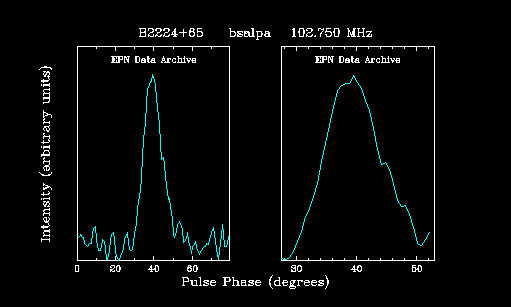 B2224+65 bsalpa 102.750 MHz
EPN Data Archive EPN Data Archive
Intensity (arbitrary units)
0 20 40 60 30 40 50
Pulse Phase (degrees)